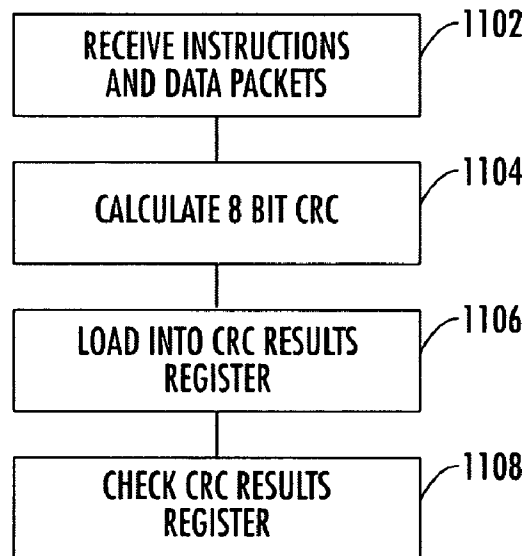 1102
RECEIVE INSTRUCTIONS
AND DATA PACKETS
1104
CALCULATE 8 BIT CRC
1106
LOAD INTO CRC RESULTS
REGISTER
1108
CHECK CRC RESULTS
REGISTER